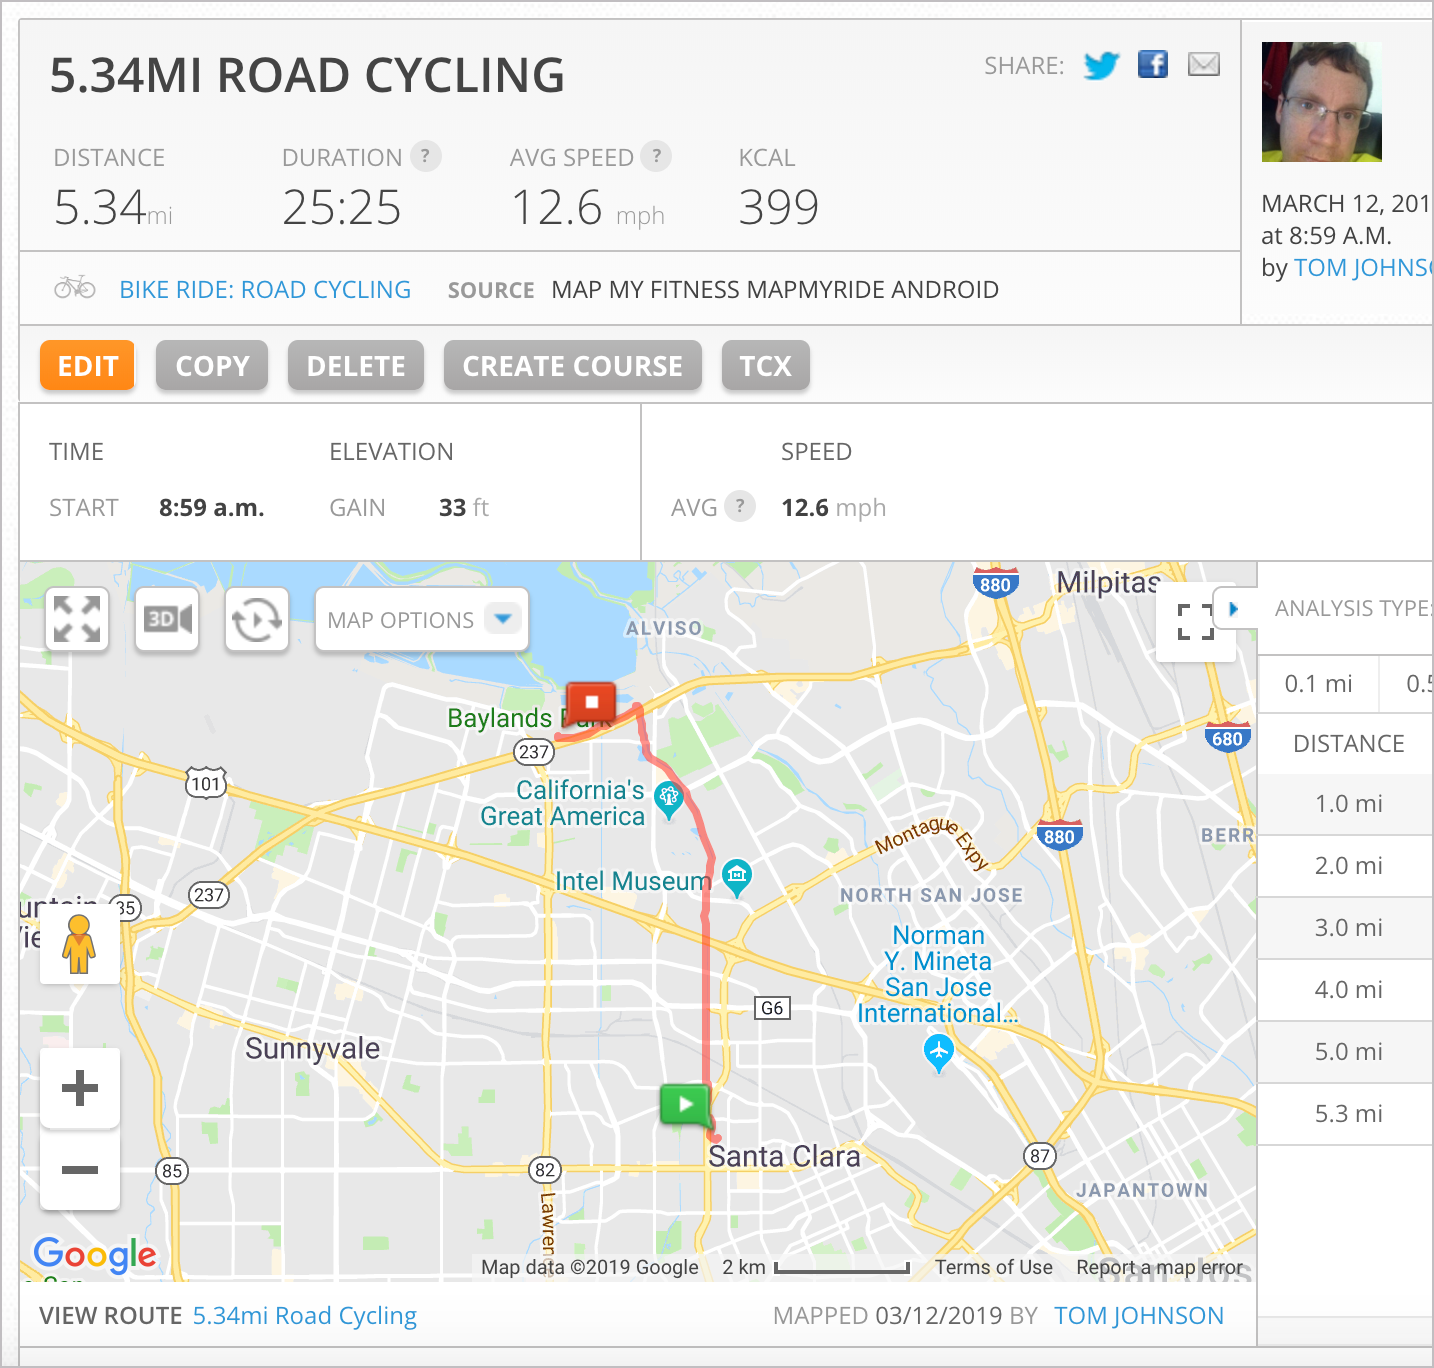 5.34MI ROAD CYCLING
SHARE:
DISTANCE
DURATION ?
AVG SPEED ?
KCAL
5.34mi
25:25
12.6 mph
399
MARCH 12, 201
at 8:59 A.M.
by TOM JOHNS
BIKE RIDE: ROAD CYCLING
SOURCE MAP MY FITNESS MAPMYRIDE ANDROID
EDIT
COPY
DELETE
CREATE COURSE
TCX
TIME
ELEVATION
SPEED
START 8:59 a.m.
GAIN 33 ft
AVG ? 12.6 mph
3D
MAP OPTIONS
880
Milpitas
ALVISO
Baylands Park
237
101
California's
Great America
Montague Expy
880
680
BERR
Intel Museum
237
NORTH SAN JOSE
untain
85
Vie
Norman
Y. Mineta
San Jose
International...
G6
Sunnyvale
Santa Clara
85
82
87
JAPANTOWN
Lawren
San Jos
Google
Map data ©2019 Google
2 km
Terms of Use
Report a map error
ANALYSIS TYPE:
0.1 mi
0.5
DISTANCE
1.0 mi
2.0 mi
3.0 mi
4.0 mi
5.0 mi
5.3 mi
VIEW ROUTE 5.34mi Road Cycling
MAPPED 03/12/2019 BY TOM JOHNSON